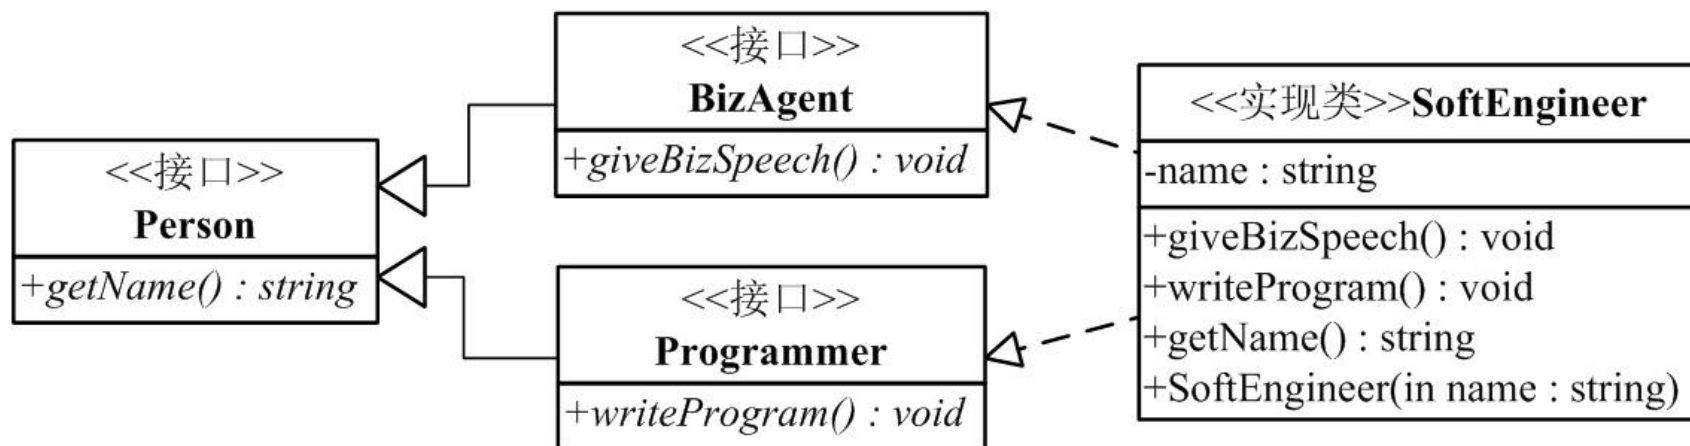 <<接口>>
Person
+getName() : string
<<接口>>
BizAgent
+giveBizSpeech() : void
<<接口>>
Programmer
+writeProgram() : void
<<实现类>>SoftEngineer
-name : string
+giveBizSpeech() : void
+writeProgram() : void
+getName() : string
+SoftEngineer(in name : string)